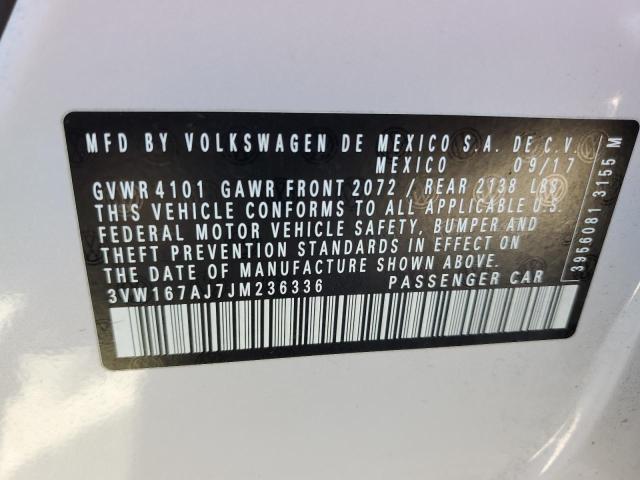 MFD BY VOLKSWAGEN DE MEXICO S.A. DE C.V.
MEXICO 09/17
GVWR 4101 GAWR FRONT 2072 / REAR 2138 LBS
THIS VEHICLE CONFORMS TO ALL APPLICABLE U.S.
FEDERAL MOTOR VEHICLE SAFETY, BUMPER AND
THEFT PREVENTION STANDARDS IN EFFECT ON
THE DATE OF MANUFACTURE SHOWN ABOVE.
3VW167AJ7JM236336 PASSENGER CAR
3956081 3155 M